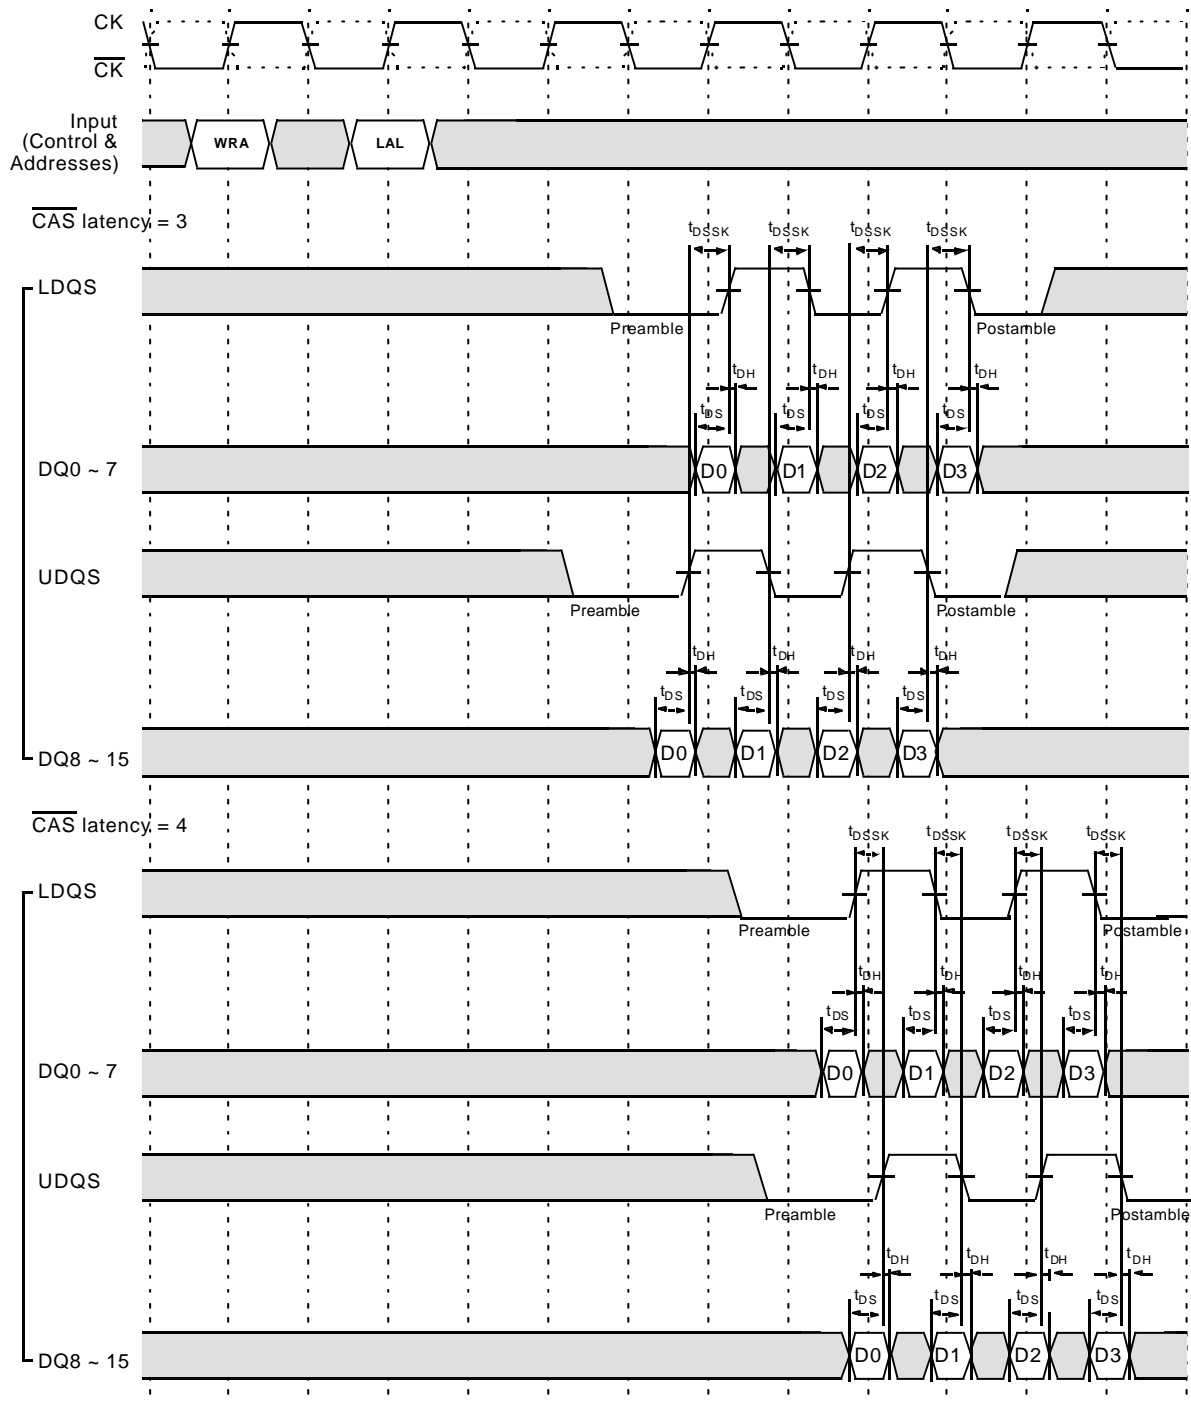 CK
CK
Input
(Control &
Addresses)
WRA
LAL
CAS latency = 3
tDSSK tDSSK tDSSK tDSSK
LDQS
Preamble
Postamble
tDH tDH tDH tDH
tDS tDS tDS tDS
DQ0 ~ 7
D0 D1 D2 D3
UDQS
Preamble
Postamble
tDH tDH tDH tDH
tDS tDS tDS tDS
DQ8 ~ 15
D0 D1 D2 D3
CAS latency = 4
tDSSK tDSSK tDSSK tDSSK
LDQS
Preamble
Postamble
tDH tDH tDH tDH
tDS tDS tDS tDS
DQ0 ~ 7
D0 D1 D2 D3
UDQS
Preamble
Postamble
tDH tDH tDH tDH
tDS tDS tDS tDS
DQ8 ~ 15
D0 D1 D2 D3